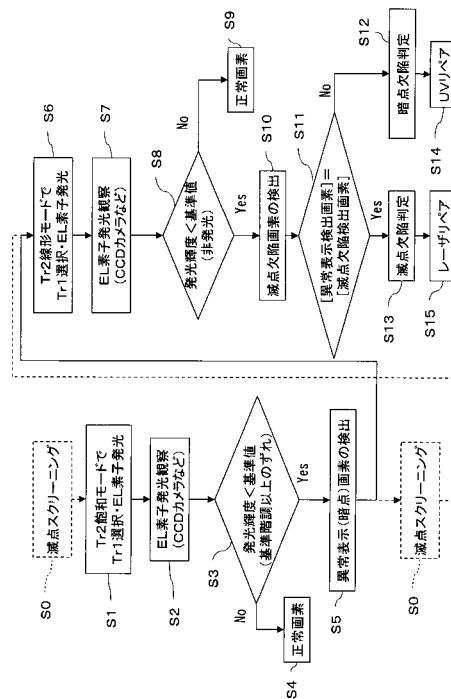 S0
減点スクリーニング
S1
Tr2飽和モードで
Tr1選択・EL素子発光
S2
EL素子発光観察
(CCDカメラなど)
S3
発光輝度<基準値
(基準階調以上のずれ)
No
S4
正常画素
Yes
S5
異常表示(暗点)画素の検出
S0
減点スクリーニング
S6
Tr2線形モードで
Tr1選択・EL素子発光
S7
EL素子発光観察
(CCDカメラなど)
S8
発光輝度<基準値
(非発光)
No
S9
正常画素
Yes
S10
減点欠陥画素の検出
S11
[異常表示検出画素]=
[減点欠陥検出画素]
No
S12
暗点欠陥判定
S14
UVリペア
Yes
S13
減点欠陥判定
S15
レーザリペア